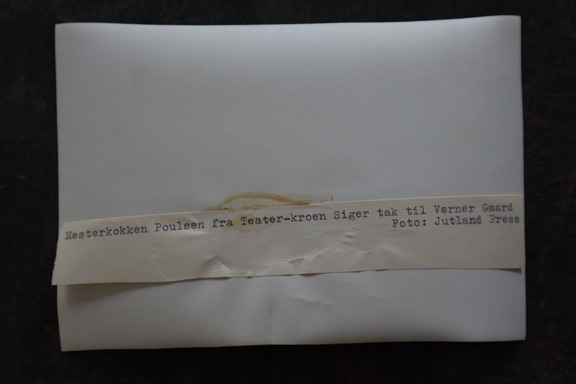 Mesterkokken Poulsen fra Teater-kroen Siger tak til Verner Gaard
Foto: Jutland Press